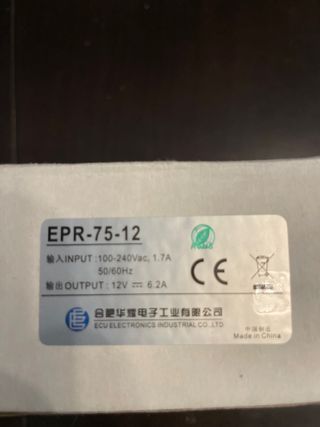 EPR-75-12
RoHS
输入INPUT :100-240Vac, 1.7A
50/60Hz
输出OUTPUT : 12V ⎓ 6.2A
CE
合肥华耀电子工业有限公司
ECU ELECTRONICS INDUSTRIAL CO.,LTD
中国制造
Made in China